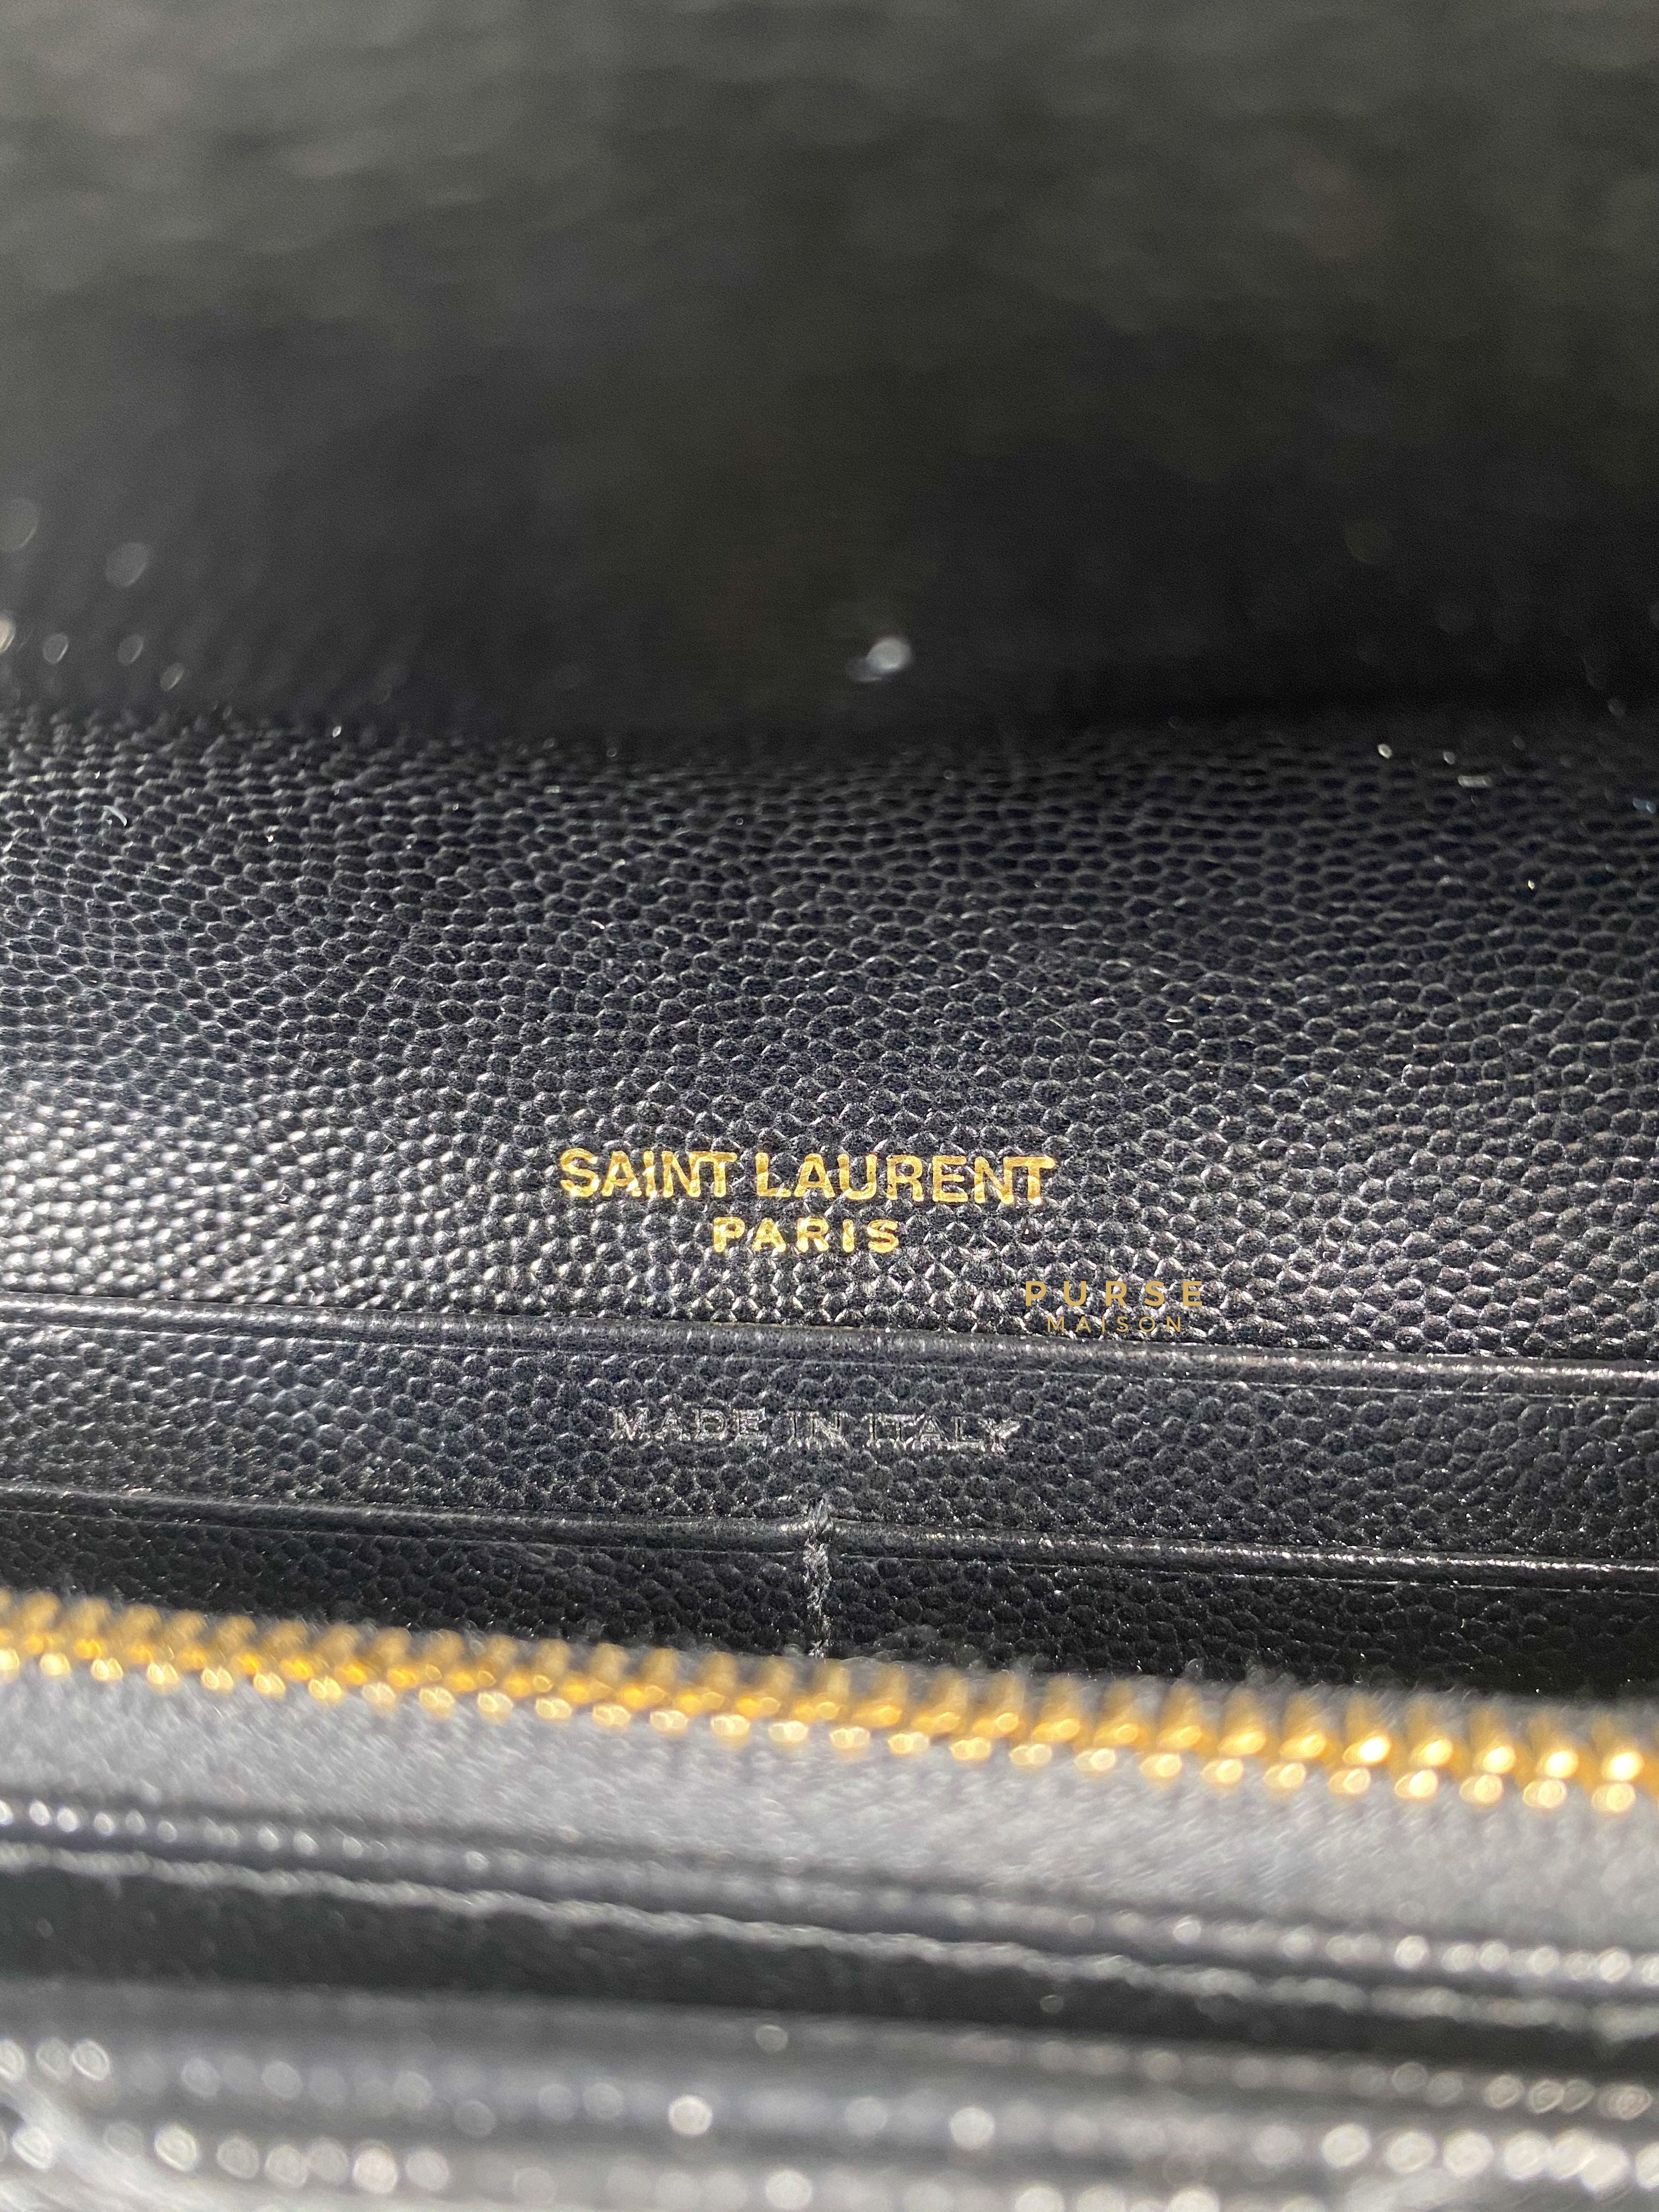 SAINT LAURENT
PARIS
PURSE
MAISON
MADE IN ITALY